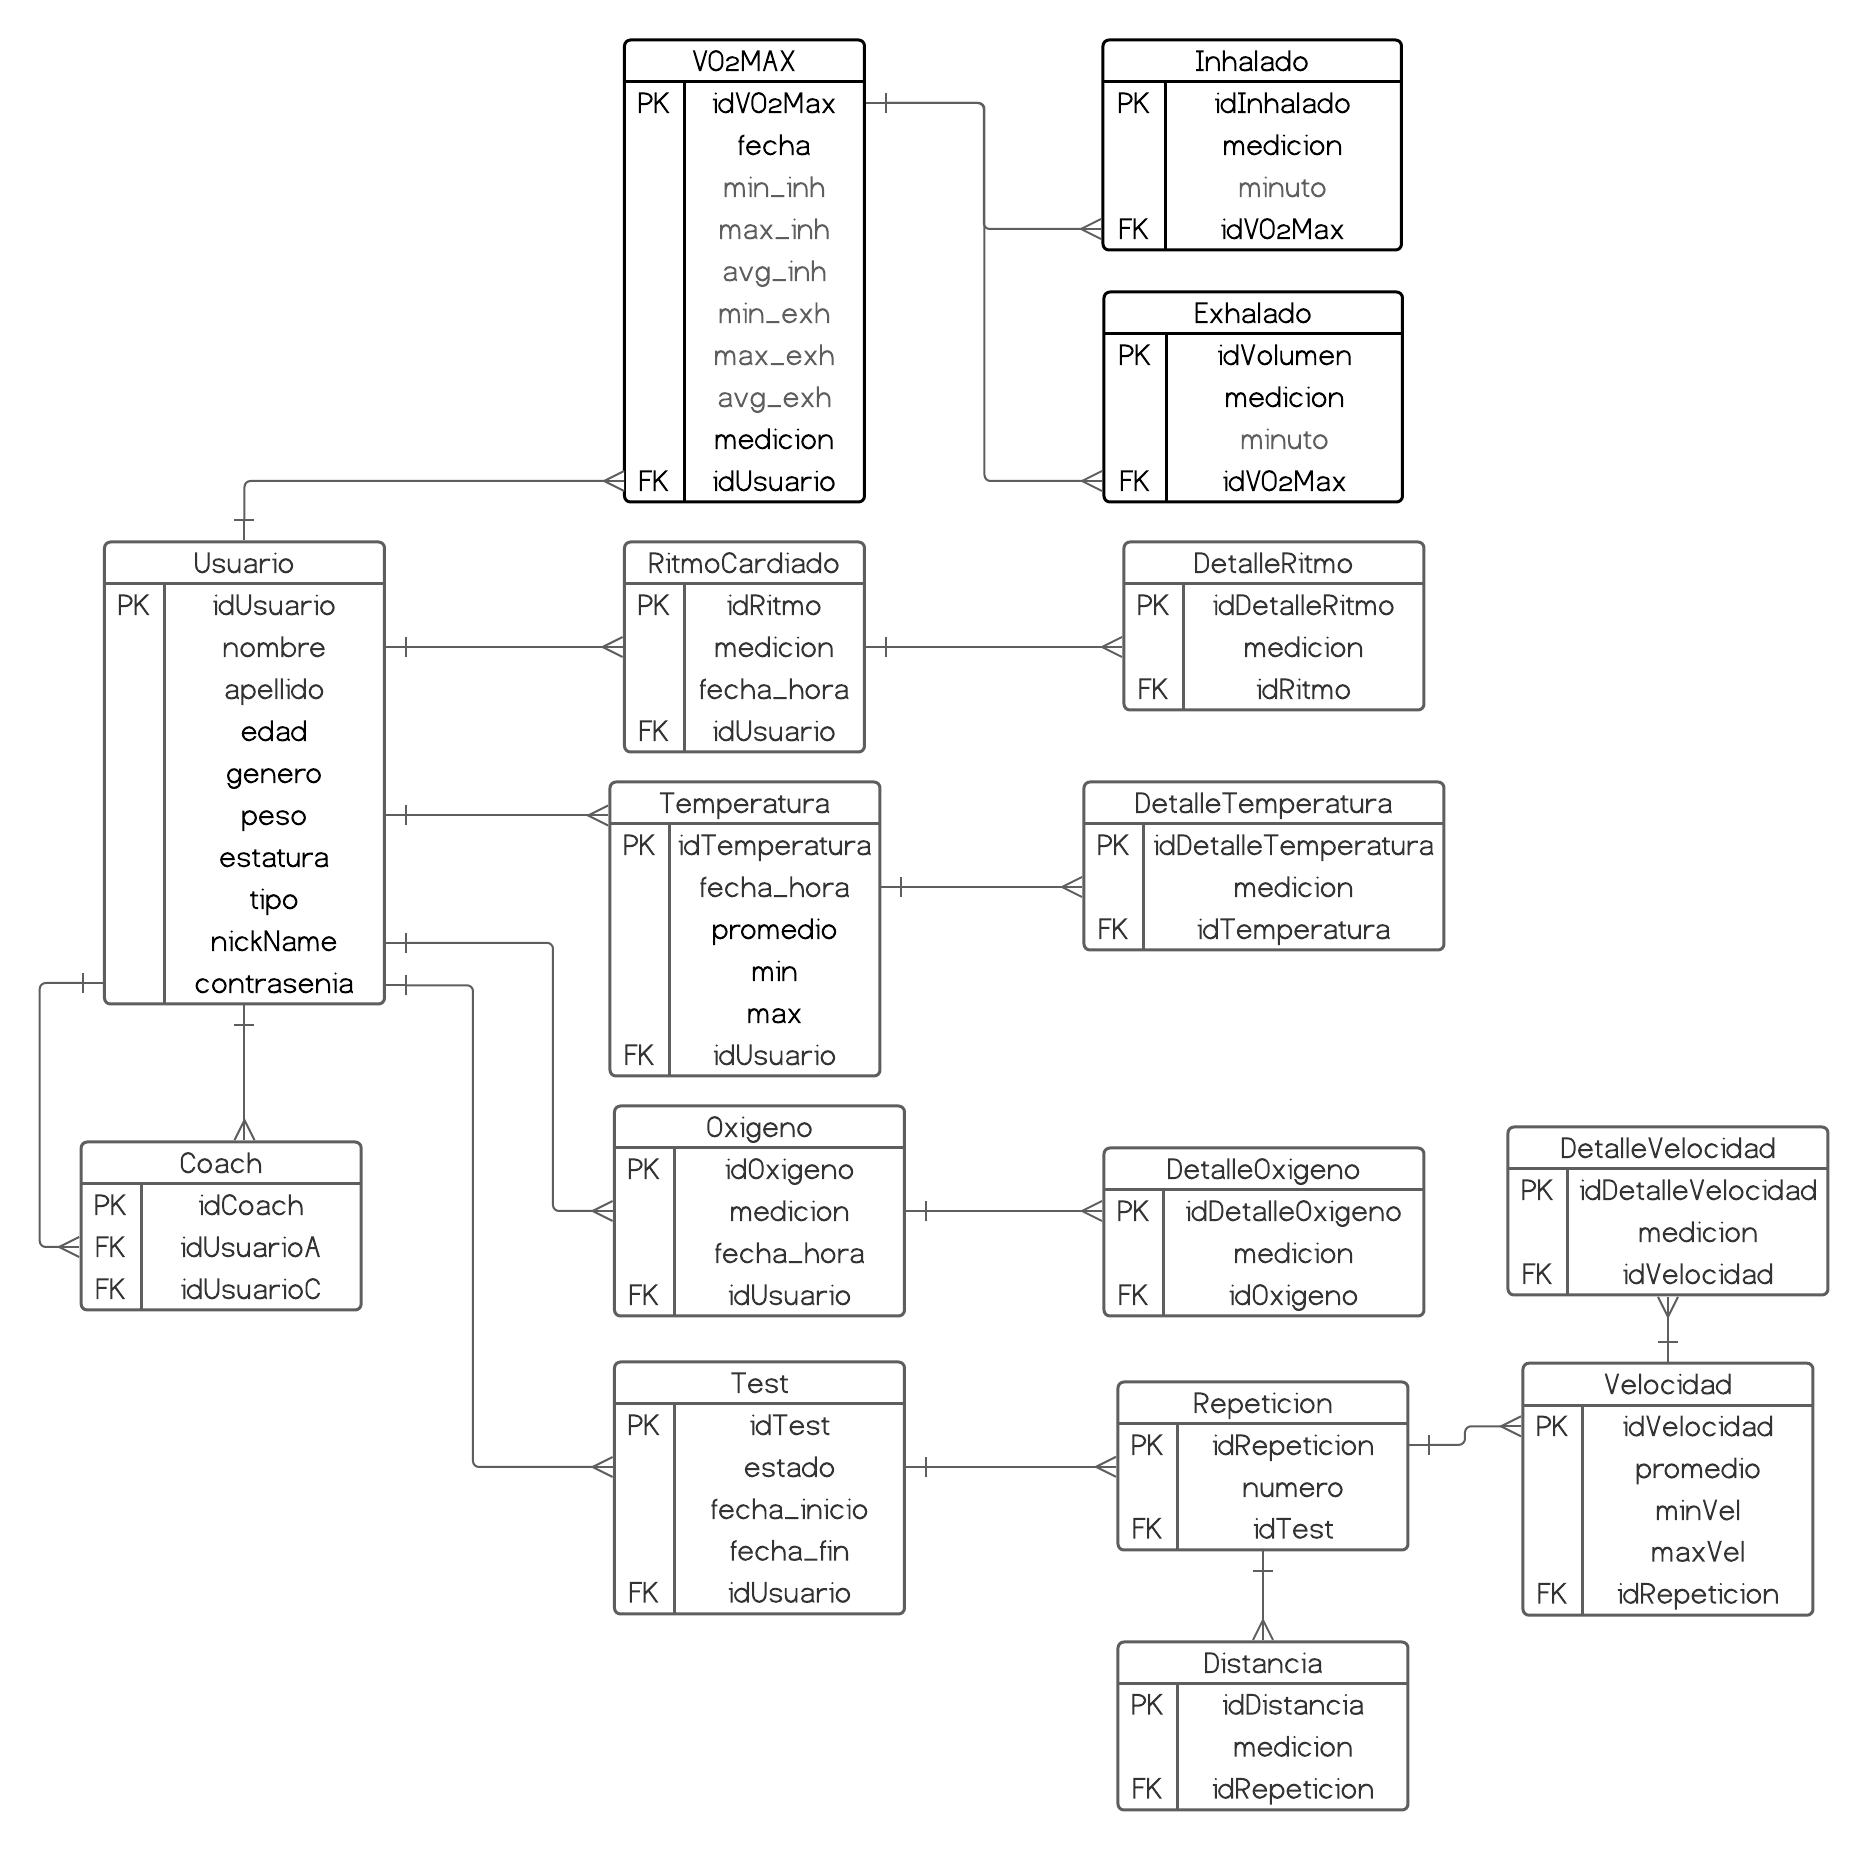 VO2MAX
PK idVO2Max
fecha
min_inh
max_inh
avg_inh
min_exh
max_exh
avg_exh
medicion
FK idUsuario
Inhalado
PK idInhalado
medicion
minuto
FK idVO2Max
Exhalado
PK idVolumen
medicion
minuto
FK idVO2Max
Usuario
PK idUsuario
nombre
apellido
edad
genero
peso
estatura
tipo
nickName
contrasenia
RitmoCardiado
PK idRitmo
medicion
fecha_hora
FK idUsuario
DetalleRitmo
PK idDetalleRitmo
medicion
FK idRitmo
Temperatura
PK idTemperatura
fecha_hora
promedio
min
max
FK idUsuario
DetalleTemperatura
PK idDetalleTemperatura
medicion
FK idTemperatura
Coach
PK idCoach
FK idUsuarioA
FK idUsuarioC
Oxigeno
PK idOxigeno
medicion
fecha_hora
FK idUsuario
DetalleOxigeno
PK idDetalleOxigeno
medicion
FK idOxigeno
DetalleVelocidad
PK idDetalleVelocidad
medicion
FK idVelocidad
Test
PK idTest
estado
fecha_inicio
fecha_fin
FK idUsuario
Repeticion
PK idRepeticion
numero
FK idTest
Velocidad
PK idVelocidad
promedio
minVel
maxVel
FK idRepeticion
Distancia
PK idDistancia
medicion
FK idRepeticion